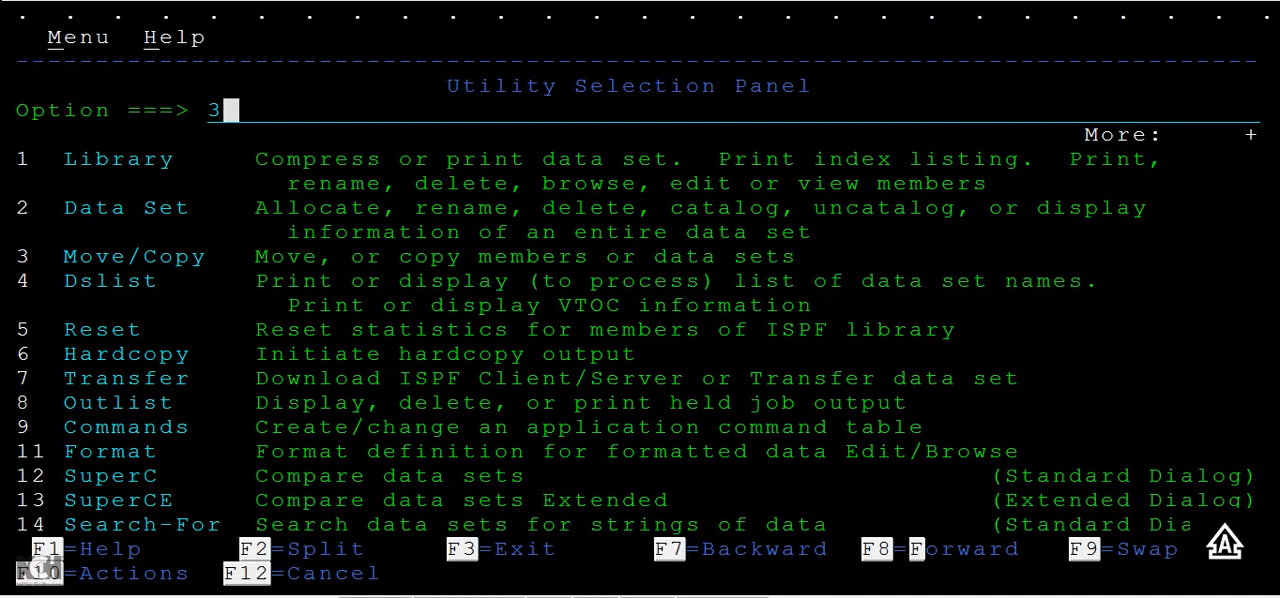 Menu Help
Utility Selection Panel
Option ===> 3
More: +
1 Library Compress or print data set. Print index listing. Print,
rename, delete, browse, edit or view members
2 Data Set Allocate, rename, delete, catalog, uncatalog, or display
information of an entire data set
3 Move/Copy Move, or copy members or data sets
4 Dslist Print or display (to process) list of data set names.
Print or display VTOC information
5 Reset Reset statistics for members of ISPF library
6 Hardcopy Initiate hardcopy output
7 Transfer Download ISPF Client/Server or Transfer data set
8 Outlist Display, delete, or print held job output
9 Commands Create/change an application command table
11 Format Format definition for formatted data Edit/Browse
12 SuperC Compare data sets (Standard Dialog)
13 SuperCE Compare data sets Extended (Extended Dialog)
14 Search-For Search data sets for strings of data (Standard Dia
F1=Help F2=Split F3=Exit F7=Backward F8=Forward F9=Swap
F10=Actions F12=Cancel